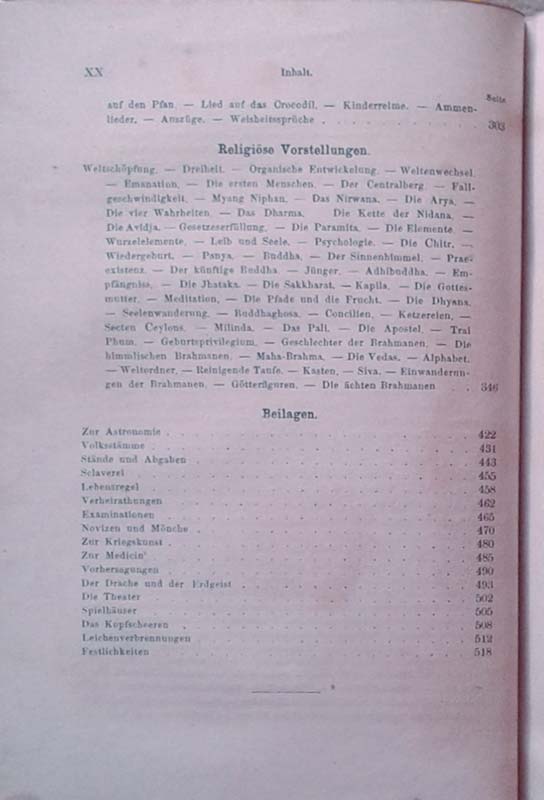 XX Inhalt.
Seite
auf den Pfan. — Lied auf das Crocodil. — Kinderreime. — Ammen-
lieder. — Auszüge. — Weisheitssprüche . . . . . . . . . . 303
Religiöse Vorstellungen.
Weltschöpfung. — Dreiheit. — Organische Entwickelung. — Weltenwechsel.
— Emanation. — Die ersten Menschen. — Der Centralberg. — Fall-
geschwindigkeit. — Myang Niphan. — Das Nirwana. — Die Arya. —
Die vier Wahrheiten. — Das Dharma. Die Kette der Nidana. —
Die Avidja. — Gesetzeserfüllung. — Die Paramita. — Die Elemente. —
Wurzelelemente. — Leib und Seele. — Psychologie. — Die Chitr. —
Wiedergeburt. — Panya. — Buddha. — Der Sinnenhimmel. — Prae-
existenz. — Der künftige Buddha. — Jünger. — Adhibuddha. — Em-
pfängniss. — Die Jhataka. — Die Sakkharat. — Kapila. — Die Gottes-
mutter. — Meditation. — Die Pfade und die Frucht. — Die Dhyana.
— Seelenwanderung. — Buddhaghosa. — Concilien. — Ketzereien. —
Secten Ceylons. — Milinda. — Das Pali. — Die Apostel. — Trai
Phum. — Geburtsprivilegium. — Geschlechter der Brahmanen. — Die
himmlischen Brahmanen. — Maha-Brahma. — Die Vedas. — Alphabet.
— Weltordner. — Reinigende Taufe. — Kasten. — Siva. — Einwanderun-
gen der Brahmanen. — Götterfiguren. — Die ächten Brahmanen . . 346
Beilagen.
Zur Astronomie . . . . . . . . . . 422
Volksstämme . . . . . . . . . . 431
Stände und Abgaben . . . . . . . . . . 443
Sclaverei . . . . . . . . . . 455
Lebensregel . . . . . . . . . . 458
Verheirathungen . . . . . . . . . . 462
Examinationen . . . . . . . . . . 465
Novizen und Mönche . . . . . . . . . . 470
Zur Kriegskunst . . . . . . . . . . 480
Zur Medicin . . . . . . . . . . 485
Vorhersagungen . . . . . . . . . . 490
Der Drache und der Erdgeist . . . . . . . . . . 493
Die Theater . . . . . . . . . . 502
Spielhäuser . . . . . . . . . . 505
Das Kopfscheeren . . . . . . . . . . 508
Leichenverbrennungen . . . . . . . . . . 512
Festlichkeiten . . . . . . . . . . 518